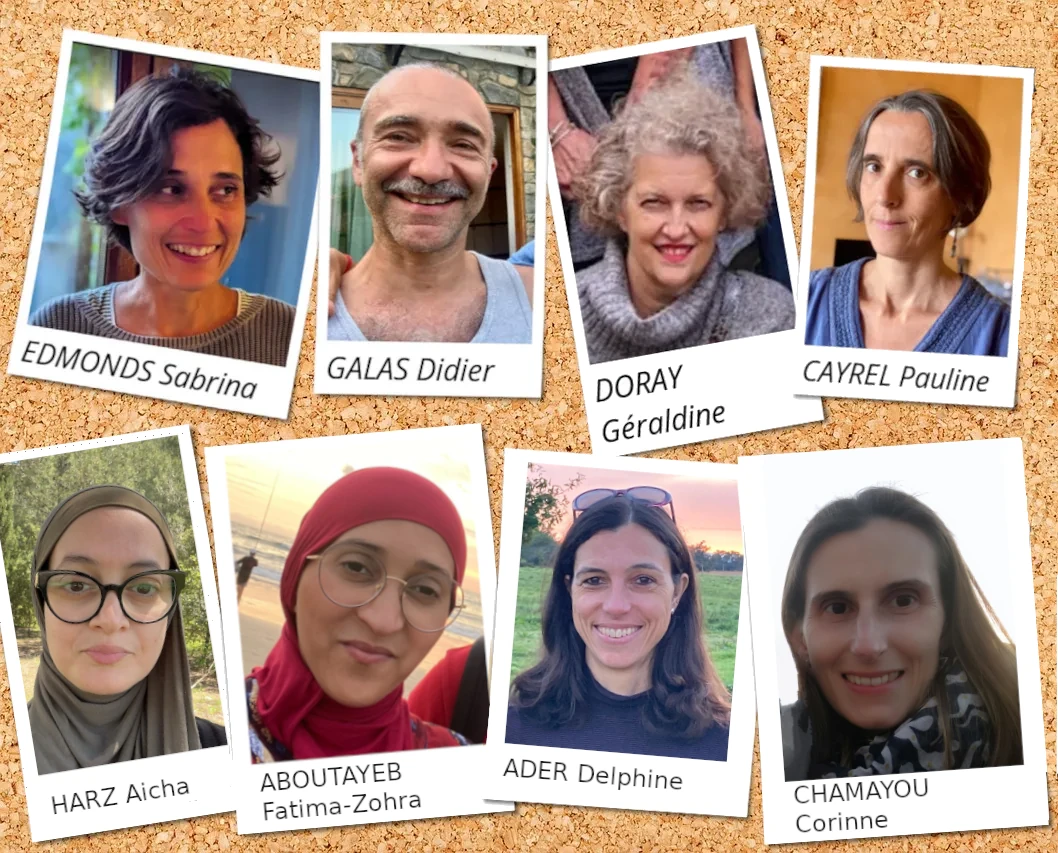 EDMONDS Sabrina
GALAS Didier
DORAY
Géraldine
CAYREL Pauline
HARZ Aicha
ABOUTAYEB
Fatima-Zohra
ADER Delphine
CHAMAYOU
Corinne